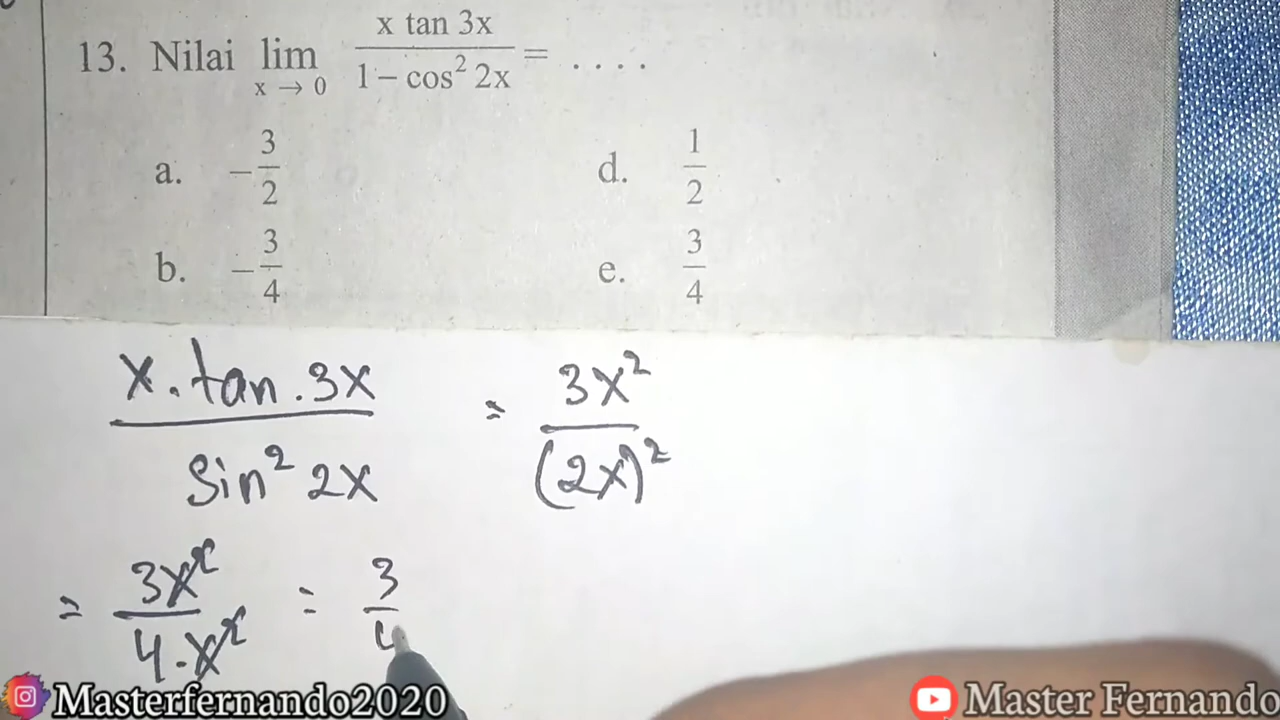 13. Nilai lim x → 0 x tan 3x / 1 – cos² 2x = . . . .
a. –3/2
d. 1/2
b. –3/4
e. 3/4
x . tan . 3x / sin² 2x = 3x² / (2x)²
= 3x² / 4 . x² = 3/4
Masterfernando2020
Master Fernando